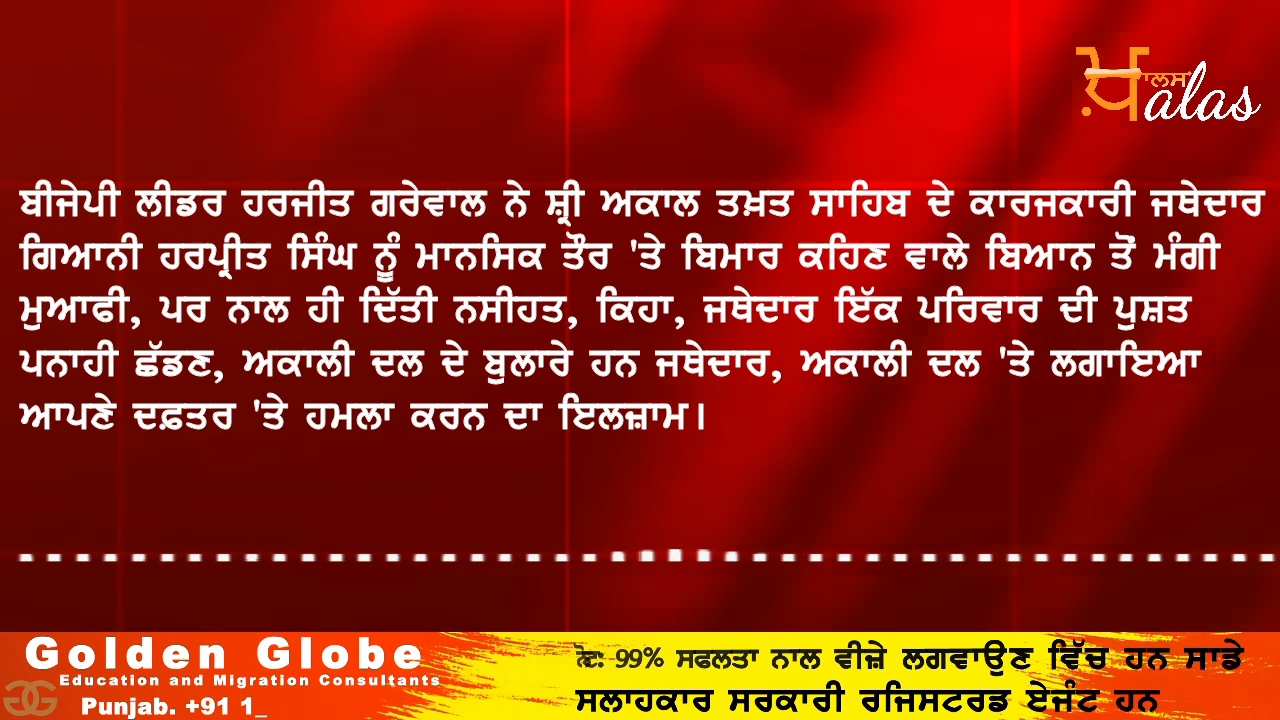 ਖ਼ਾਲਸ
alas
ਬੀਜੇਪੀ ਲੀਡਰ ਹਰਜੀਤ ਗਰੇਵਾਲ ਨੇ ਸ਼੍ਰੀ ਅਕਾਲ ਤਖ਼ਤ ਸਾਹਿਬ ਦੇ ਕਾਰਜਕਾਰੀ ਜਥੇਦਾਰ
ਗਿਆਨੀ ਹਰਪ੍ਰੀਤ ਸਿੰਘ ਨੂੰ ਮਾਨਸਿਕ ਤੌਰ 'ਤੇ ਬਿਮਾਰ ਕਹਿਣ ਵਾਲੇ ਬਿਆਨ ਤੋਂ ਮੰਗੀ
ਮੁਆਫੀ, ਪਰ ਨਾਲ ਹੀ ਦਿੱਤੀ ਨਸੀਹਤ, ਕਿਹਾ, ਜਥੇਦਾਰ ਇੱਕ ਪਰਿਵਾਰ ਦੀ ਪੁਸ਼ਤ
ਪਨਾਹੀ ਛੱਡਣ, ਅਕਾਲੀ ਦਲ ਦੇ ਬੁਲਾਰੇ ਹਨ ਜਥੇਦਾਰ, ਅਕਾਲੀ ਦਲ 'ਤੇ ਲਗਾਇਆ
ਆਪਣੇ ਦਫ਼ਤਰ 'ਤੇ ਹਮਲਾ ਕਰਨ ਦਾ ਇਲਜ਼ਾਮ।
Golden Globe
Education and Migration Consultants
Punjab. +91 1_
99% ਸਫਲਤਾ ਨਾਲ ਵੀਜ਼ੇ ਲਗਵਾਉਣ ਵਿੱਚ ਹਨ ਸਾਡੇ
ਸਲਾਹਕਾਰ ਸਰਕਾਰੀ ਰਜਿਸਟਰਡ ਏਜੰਟ ਹਨ